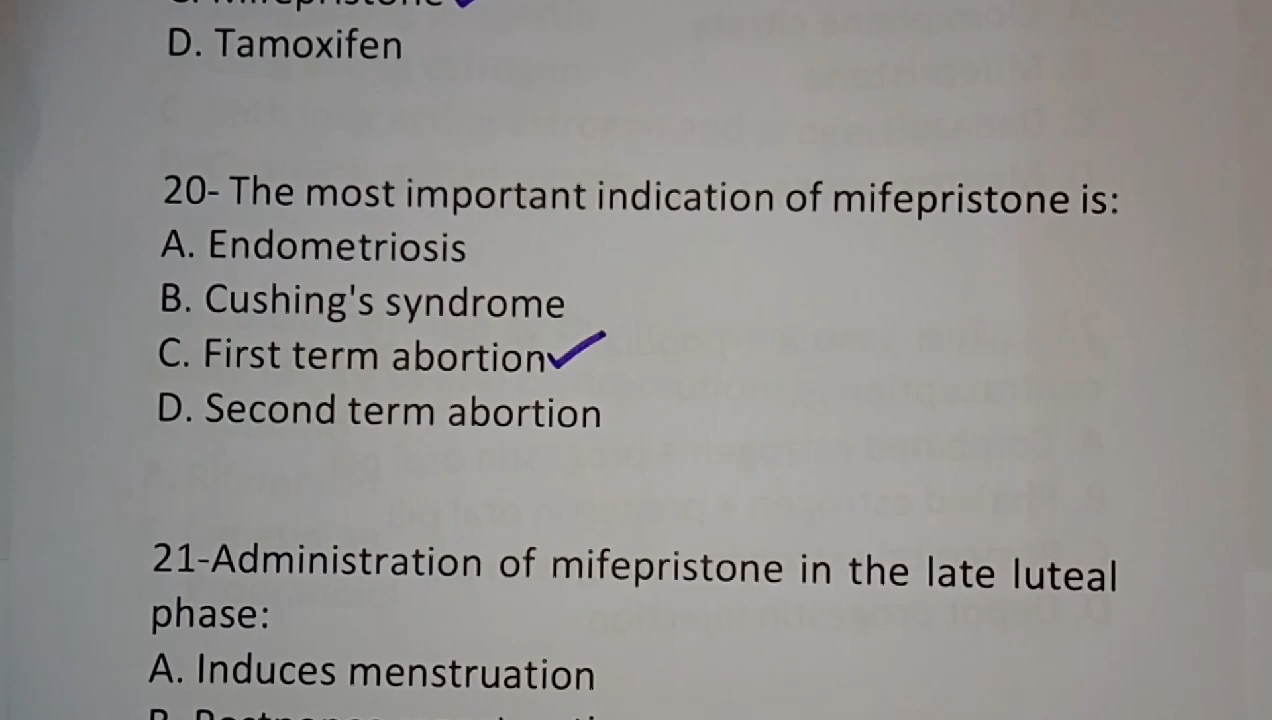 D. Tamoxifen
20- The most important indication of mifepristone is:
A. Endometriosis
B. Cushing's syndrome
C. First term abortion
D. Second term abortion
21-Administration of mifepristone in the late luteal
phase:
A. Induces menstruation